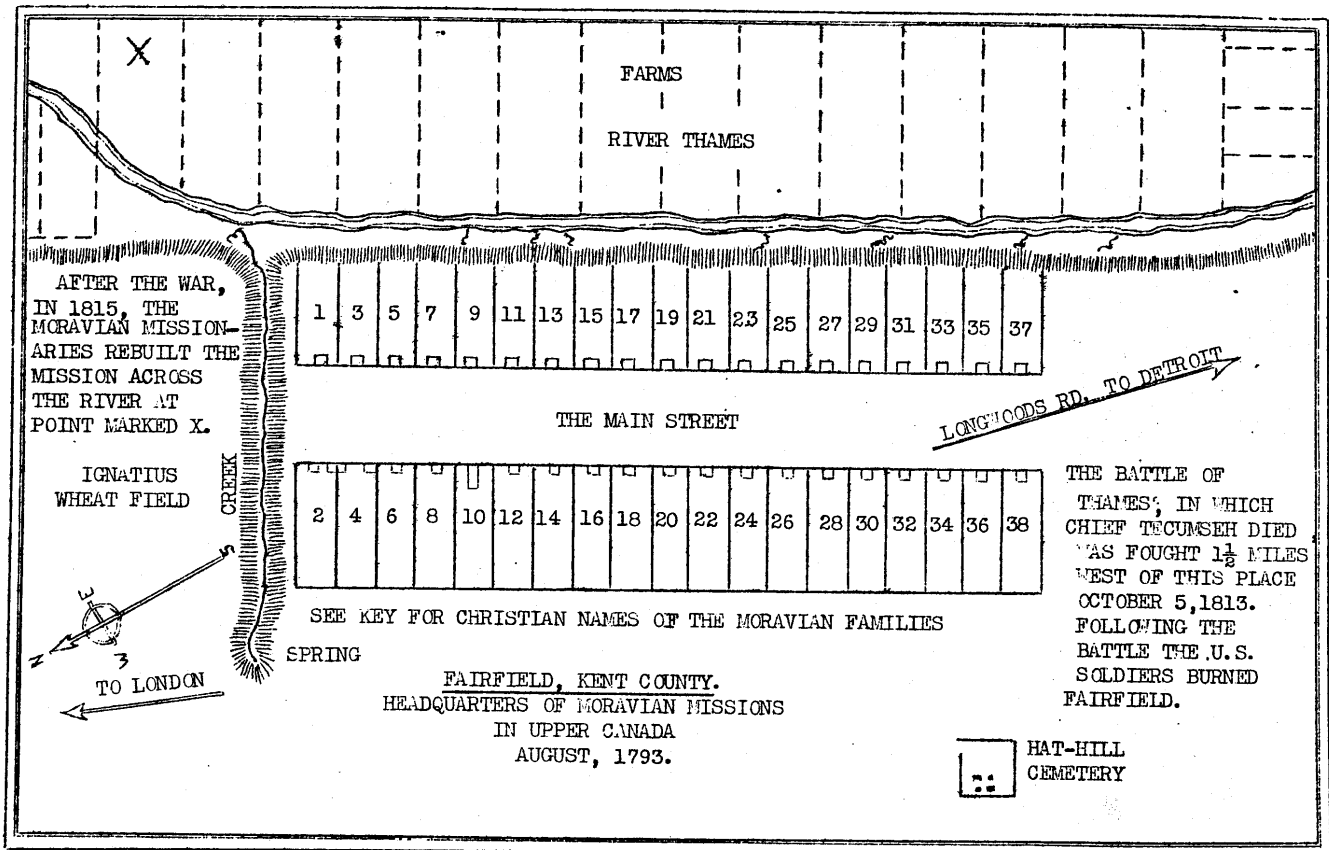 X
FARMS
RIVER THAMES
AFTER THE WAR,
IN 1815, THE
MORAVIAN MISSION-
ARIES REBUILT THE
MISSION ACROSS
THE RIVER AT
POINT MARKED X.
IGNATIUS
WHEAT FIELD
CREEK
1 3 5 7 9 11 13 15 17 19 21 23 25 27 29 31 33 35 37
THE MAIN STREET
LONGWOODS RD. TO DETROIT
2 4 6 8 10 12 14 16 18 20 22 24 26 28 30 32 34 36 38
THE BATTLE OF
THAMES, IN WHICH
CHIEF TECUMSEH DIED
WAS FOUGHT 1½ MILES
WEST OF THIS PLACE
OCTOBER 5,1813.
FOLLOWING THE
BATTLE THE U.S.
SOLDIERS BURNED
FAIRFIELD.
S
E
N
W
TO LONDON
SPRING
SEE KEY FOR CHRISTIAN NAMES OF THE MORAVIAN FAMILIES
FAIRFIELD, KENT COUNTY.
HEADQUARTERS OF MORAVIAN MISSIONS
IN UPPER CANADA
AUGUST, 1793.
HAT-HILL
CEMETERY